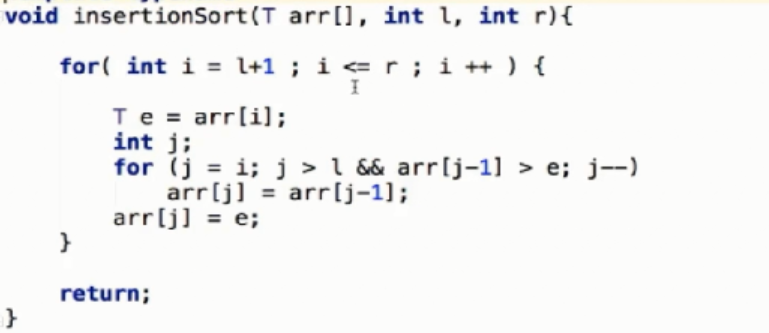 void insertionSort(T arr[], int l, int r){
for( int i = l+1 ; i <= r ; i ++ ) {
T e = arr[i];
int j;
for (j = i; j > l && arr[j-1] > e; j--)
arr[j] = arr[j-1];
arr[j] = e;
}
return;
}